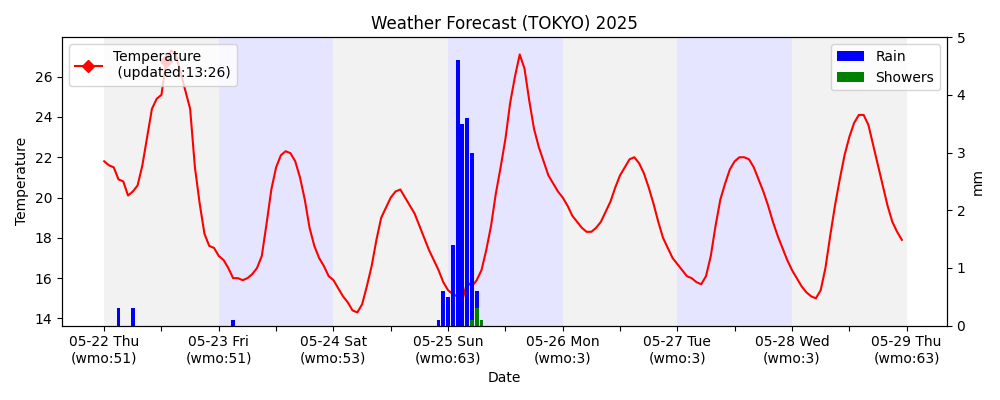 Weather Forecast (TOKYO) 2025
Temperature
(updated:13:26)
Rain
Showers
Temperature
26
24
22
20
18
16
14
5
4
3
2
1
0
mm
05-22 Thu 05-23 Fri 05-24 Sat 05-25 Sun 05-26 Mon 05-27 Tue 05-28 Wed 05-29 Thu
(wmo:51) (wmo:51) (wmo:53) (wmo:63) (wmo:3) (wmo:3) (wmo:3) (wmo:63)
Date